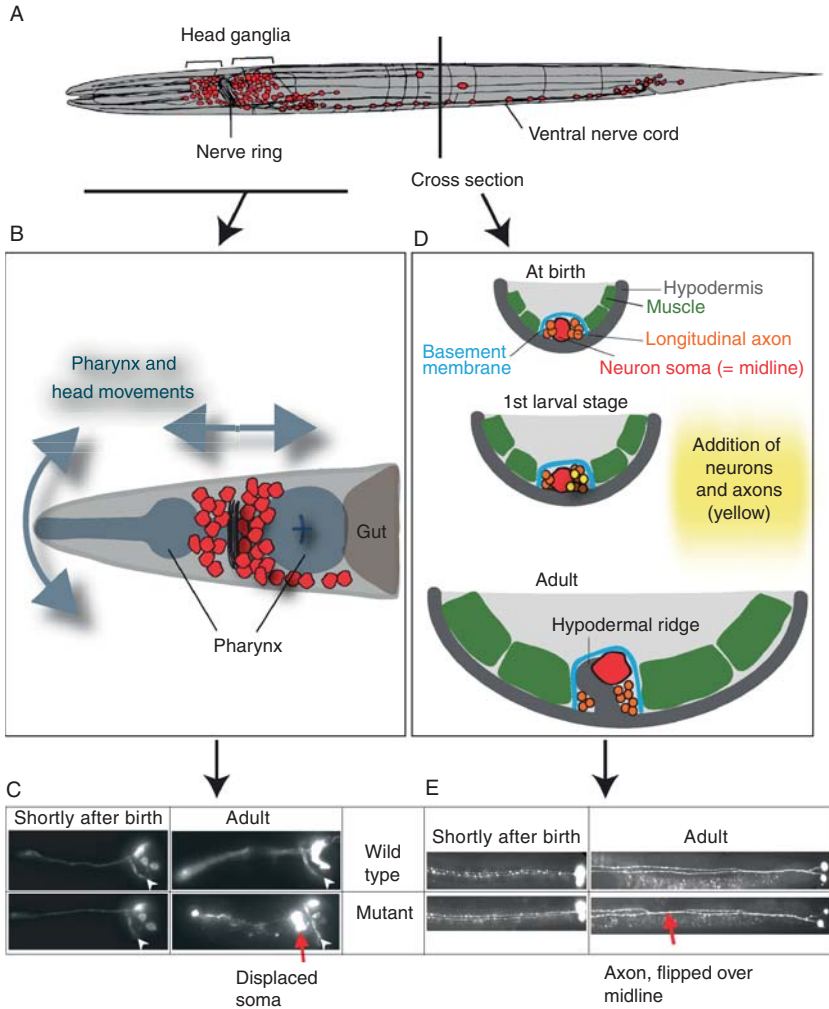 A
Head ganglia
Nerve ring
Ventral nerve cord
Cross section
B
Pharynx and
head movements
Gut
Pharynx
D
At birth
Hypodermis
Muscle
Longitudinal axon
Basement
membrane
Neuron soma (= midline)
1st larval stage
Addition of
neurons
and axons
(yellow)
Adult
Hypodermal ridge
C
Shortly after birth
Adult
Wild
type
Mutant
Displaced
soma
E
Shortly after birth
Adult
Axon, flipped over
midline